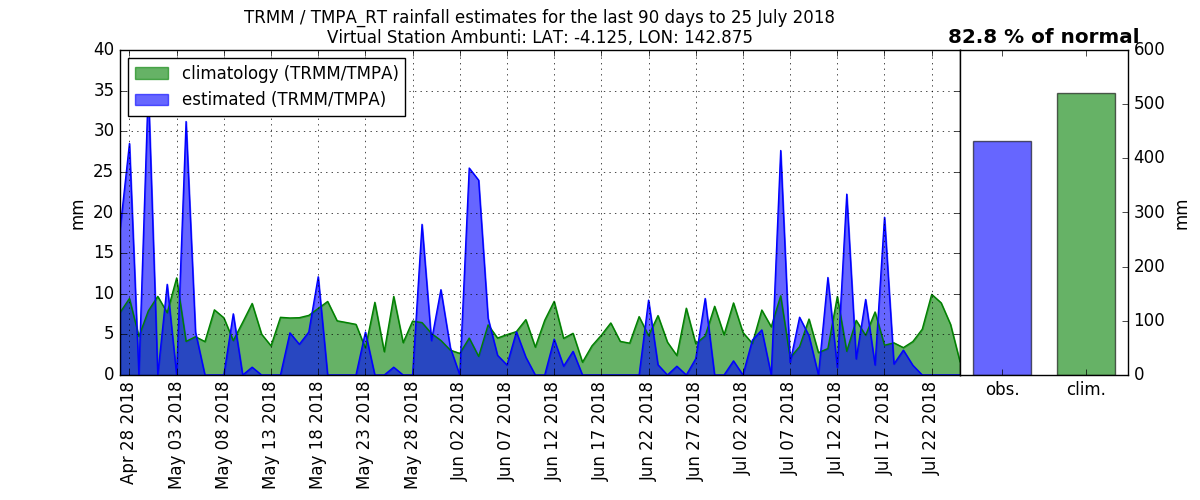 TRMM / TMPA_RT rainfall estimates for the last 90 days to 25 July 2018
Virtual Station Ambunti: LAT: -4.125, LON: 142.875
82.8 % of normal
climatology (TRMM/TMPA)
estimated (TRMM/TMPA)
40
35
30
25
20
15
10
5
0
mm
600
500
400
300
200
100
0
mm
Apr 28 2018
May 03 2018
May 08 2018
May 13 2018
May 18 2018
May 23 2018
May 28 2018
Jun 02 2018
Jun 07 2018
Jun 12 2018
Jun 17 2018
Jun 22 2018
Jun 27 2018
Jul 02 2018
Jul 07 2018
Jul 12 2018
Jul 17 2018
Jul 22 2018
obs.
clim.